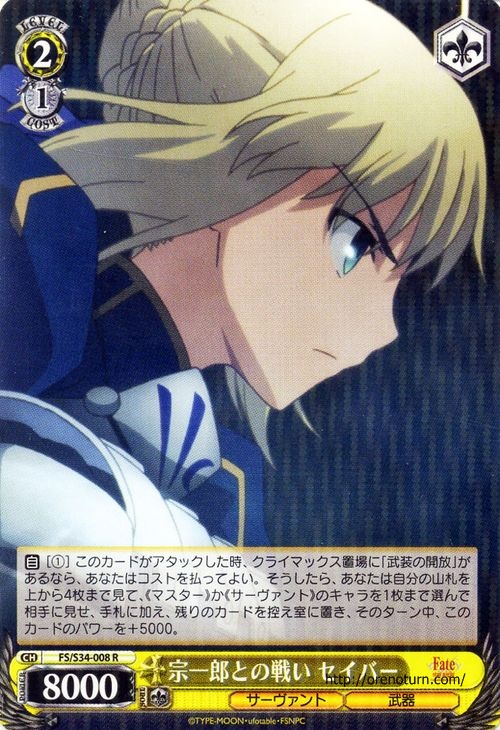 LEVEL
2
1
COST
自 [①] このカードがアタックした時、クライマックス置場に「武装の開放」が
あるなら、あなたはコストを払ってよい。そうしたら、あなたは自分の山札を
上から4枚まで見て、《マスター》か《サーヴァント》のキャラを1枚まで選んで
相手に見せ、手札に加え、残りのカードを控え室に置き、そのターン中、こ
のカードのパワーを+5000。
CH FS/S34-008 R
宗一郎との戦い セイバー
Fate
POWER
8000
SOUL
http://orenoturn.com/
サーヴァント
武器
©TYPE-MOON・ufotable・FSNPC